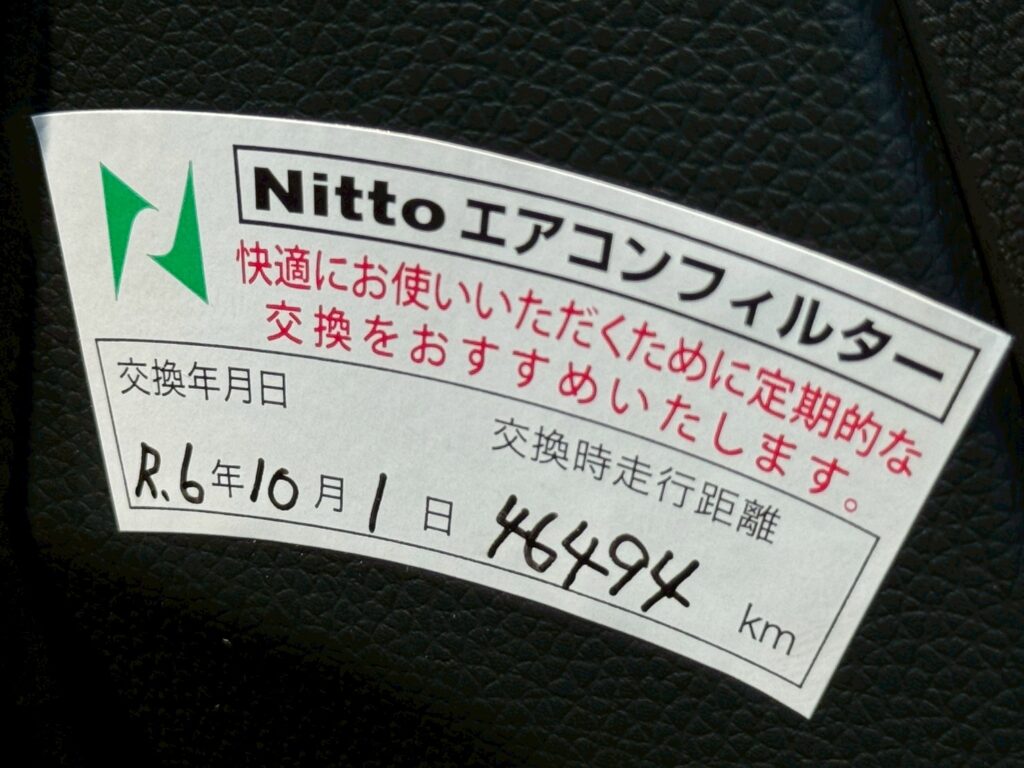 Nitto エアコンフィルター
快適にお使いいただくために定期的な
交換をおすすめいたします。
交換年月日
R.6年10月1日
交換時走行距離
46494 km